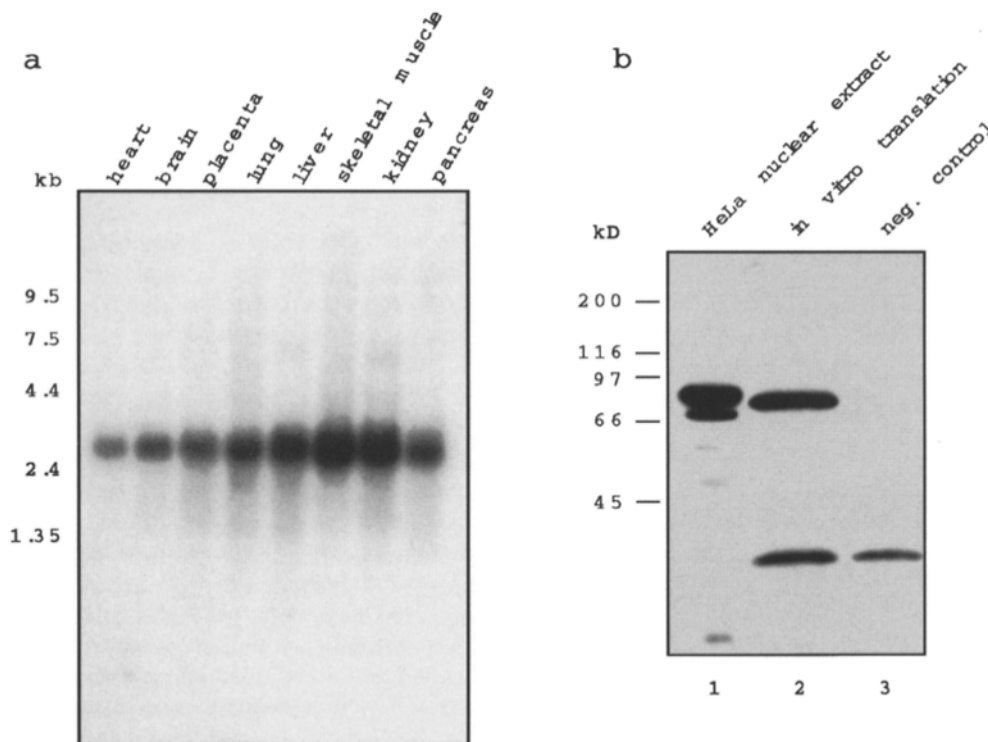 a
heart
brain
placenta
lung
liver
skeletal muscle
kidney
pancreas
kb
9.5
7.5
4.4
2.4
1.35
b
HeLa nuclear extract
in vitro translation
neg. control
kD
200
116
97
66
45
1 2 3